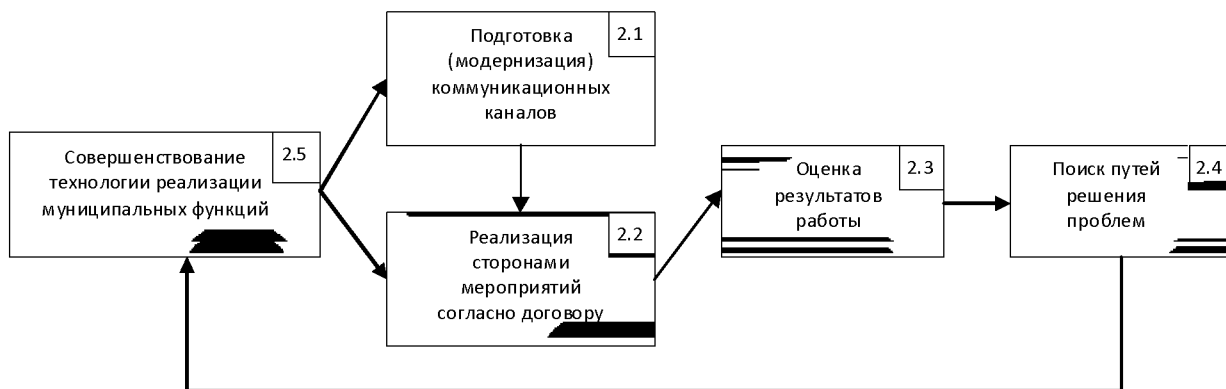 2.1
Подготовка
(модернизация)
коммуникационных
каналов
2.5
Совершенствование
технологии реализации
муниципальных функций
2.2
Реализация
сторонами
мероприятий
согласно договору
2.3
Оценка
результатов
работы
2.4
Поиск путей
решения
проблем